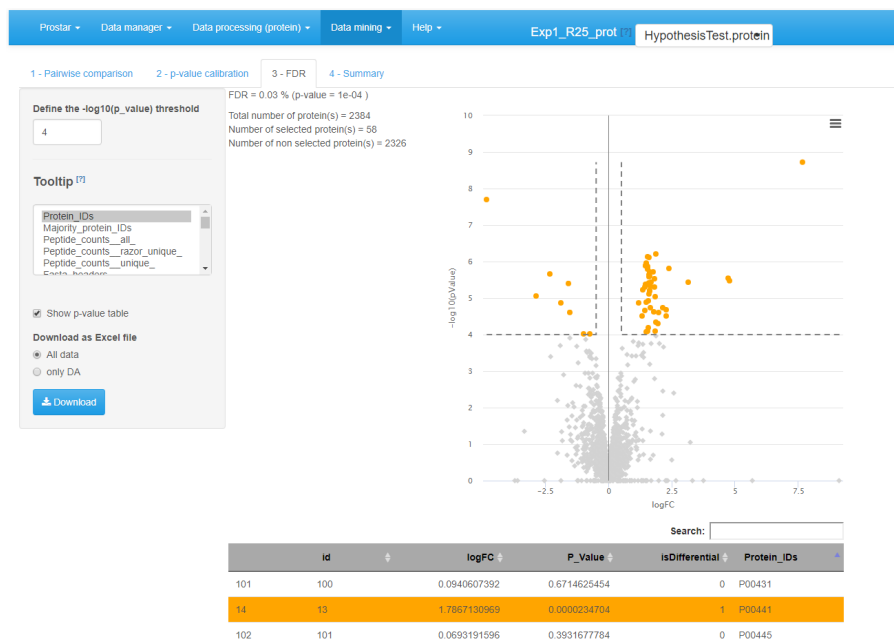 Prostar Data manager Data processing (protein) Data mining Help Exp1_R25_prot [?] HypothesisTest.protein
1 - Pairwise comparison 2 - p-value calibration 3 - FDR 4 - Summary
FDR = 0.03 % (p-value = 1e-04 )
Define the -log10(p_value) threshold
4
Total number of protein(s) = 2384
Number of selected protein(s) = 58
Number of non selected protein(s) = 2326
Tooltip [?]
Protein_IDs
Majority_protein_IDs
Peptide_counts__all_
Peptide_counts__razor_unique_
Peptide_counts__unique_
Fasta_headers
Show p-value table
Download as Excel file
All data
only DA
Download
10
9
8
7
6
5
4
3
2
1
0
-log10(pValue)
-2.5 0 2.5 5 7.5
logFC
Search:
id logFC P_Value isDifferential Protein_IDs
101 100 0.0940607392 0.6714625454 0 P00431
14 13 1.7867130969 0.0000234704 1 P00441
102 101 0.0693191596 0.3931677784 0 P00445